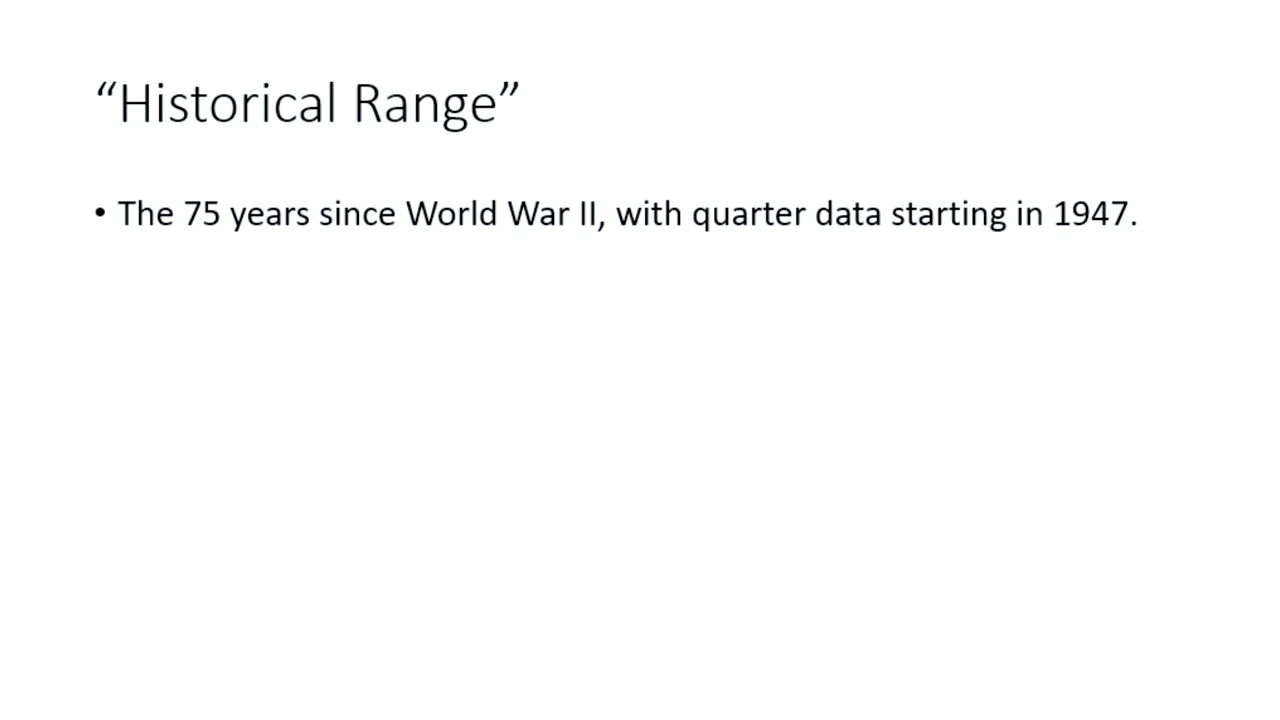 “Historical Range”
• The 75 years since World War II, with quarter data starting in 1947.